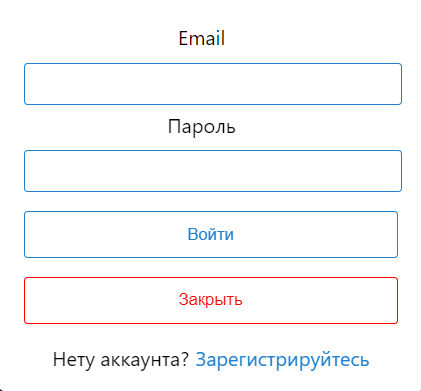 Email
Пароль
Войти
Закрыть
Нету аккаунта? Зарегистрируйтесь